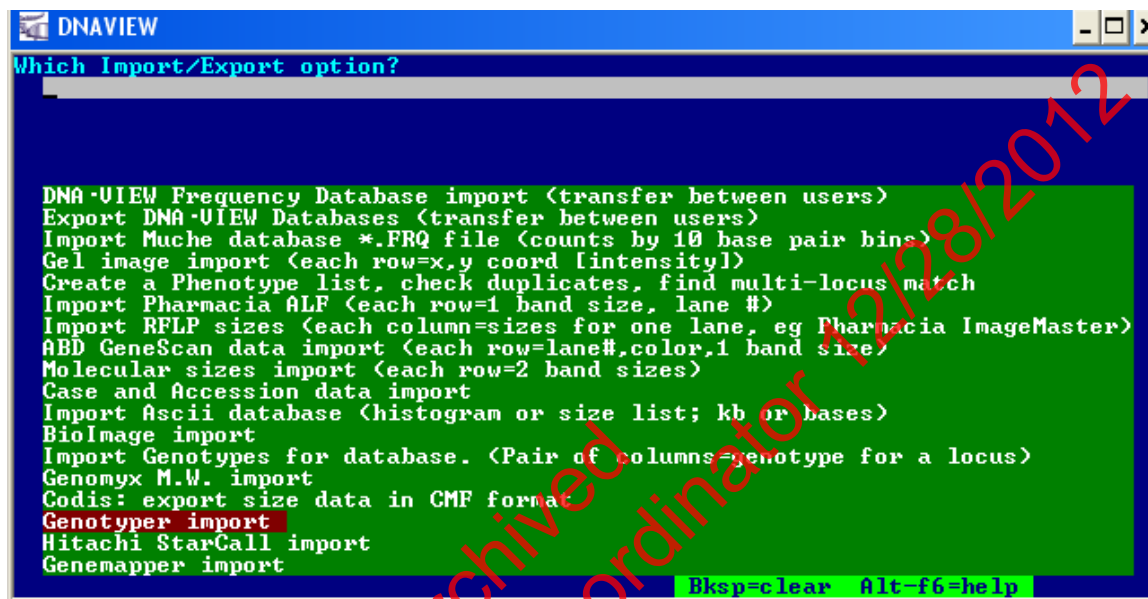 DNAVIEW
Which Import/Export option?
DNA·VIEW Frequency Database import (transfer between users)
Export DNA·VIEW Databases (transfer between users)
Import Muche database *.FRQ file (counts by 10 base pair bins)
Gel image import (each row=x,y coord [intensity])
Create a Phenotype list, check duplicates, find multi-locus match
Import Pharmacia ALF (each row=1 band size, lane #)
Import RFLP sizes (each column=sizes for one lane, eg Pharmacia ImageMaster)
ABD GeneScan data import (each row=lane#,color,1 band size)
Molecular sizes import (each row=2 band sizes)
Case and Accession data import
Import Ascii database (histogram or size list; kb or bases)
BioImage import
Import Genotypes for database. (Pair of columns=genotype for a locus)
Genomyx M.W. import
Codis: export size data in CMF format
Genotyper import
Hitachi StarCall import
Genemapper import
Bksp=clear Alt-f6=help
chived
ordinator 12/28/2012